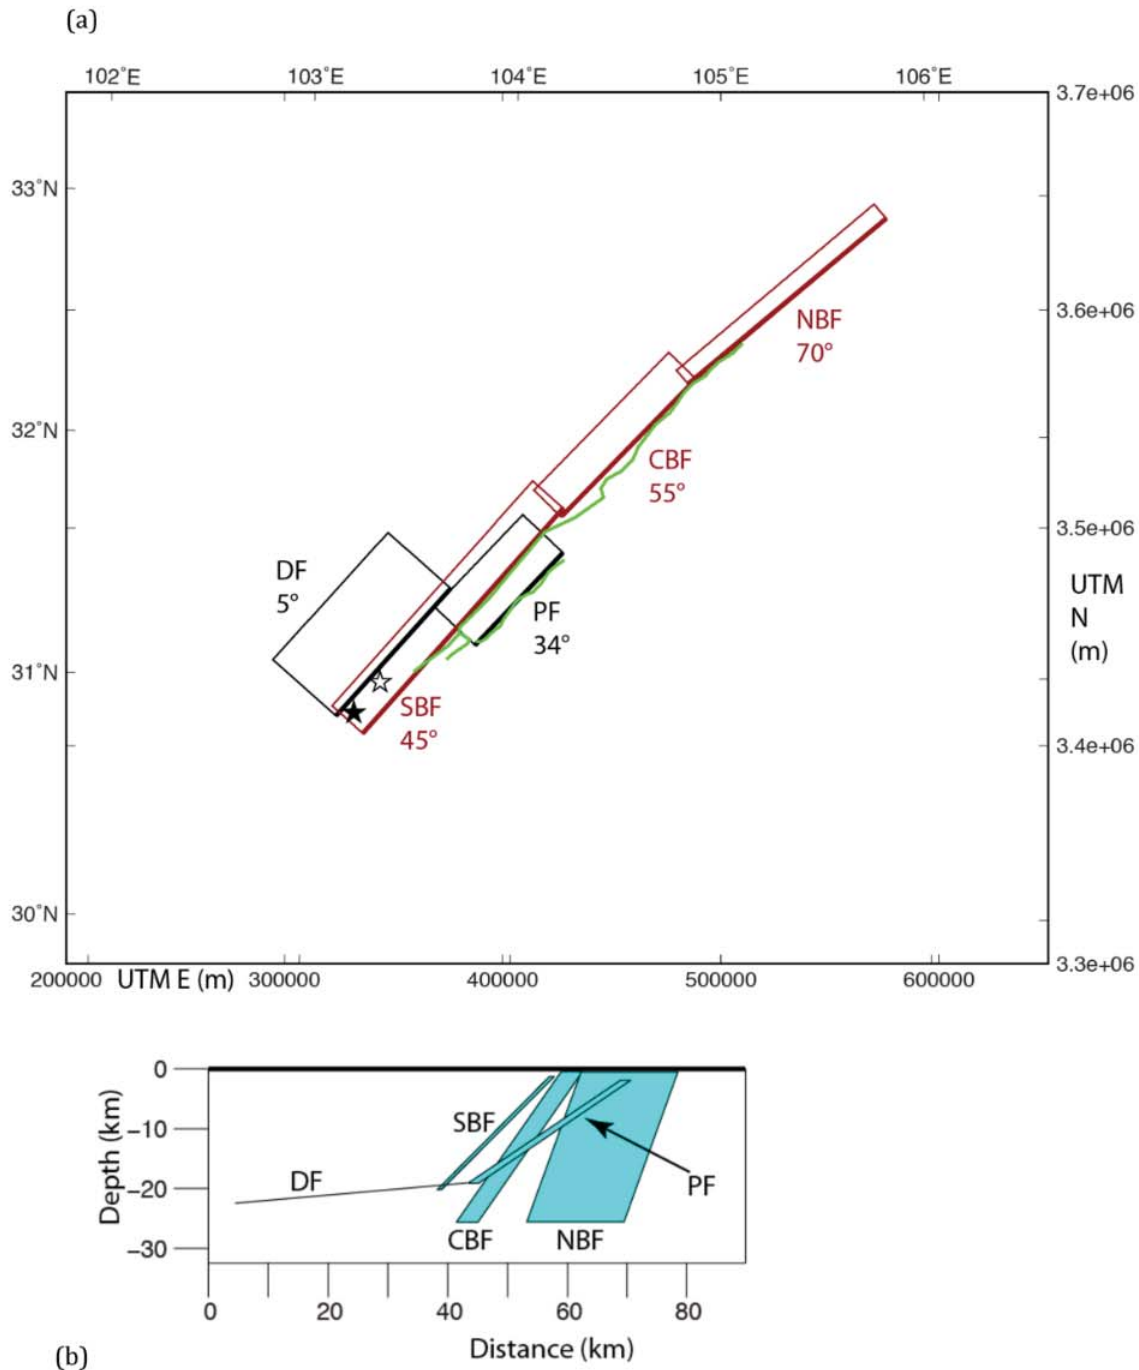 (a)
102°E 103°E 104°E 105°E 106°E
3.7e+06
33°N
NBF
70°
3.6e+06
32°N
CBF
55°
3.5e+06
DF
5°
PF
34°
UTM
N
(m)
31°N
SBF
45°
3.4e+06
30°N
3.3e+06
200000 UTM E (m) 300000 400000 500000 600000
0
−10
−20
−30
Depth (km)
SBF
DF
PF
CBF NBF
0 20 40 60 80
Distance (km)
(b)